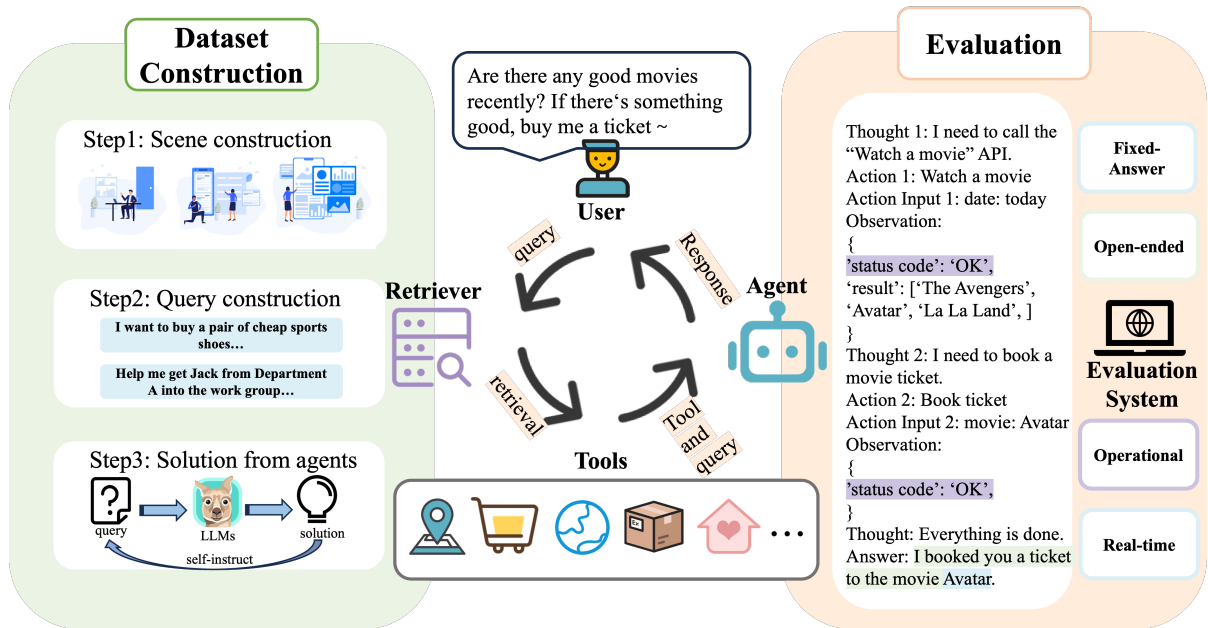 Dataset
Construction
Step1: Scene construction
Step2: Query construction
I want to buy a pair of cheap sports
shoes…
Help me get Jack from Department
A into the work group…
Step3: Solution from agents
query
LLMs
solution
self-instruct
Are there any good movies
recently? If there‘s something
good, buy me a ticket ~
User
query
Response
Retriever
Agent
retrieval
Tool
and
query
Tools
Ex
...
Evaluation
Thought 1: I need to call the
“Watch a movie” API.
Action 1: Watch a movie
Action Input 1: date: today
Observation:
{
’status code’: ‘OK’,
‘result’: [‘The Avengers’,
‘Avatar’, ‘La La Land’, ]
}
Thought 2: I need to book a
movie ticket.
Action 2: Book ticket
Action Input 2: movie: Avatar
Observation:
{
’status code’: ‘OK’,
}
Thought: Everything is done.
Answer: I booked you a ticket
to the movie Avatar.
Fixed-
Answer
Open-ended
Evaluation
System
Operational
Real-time